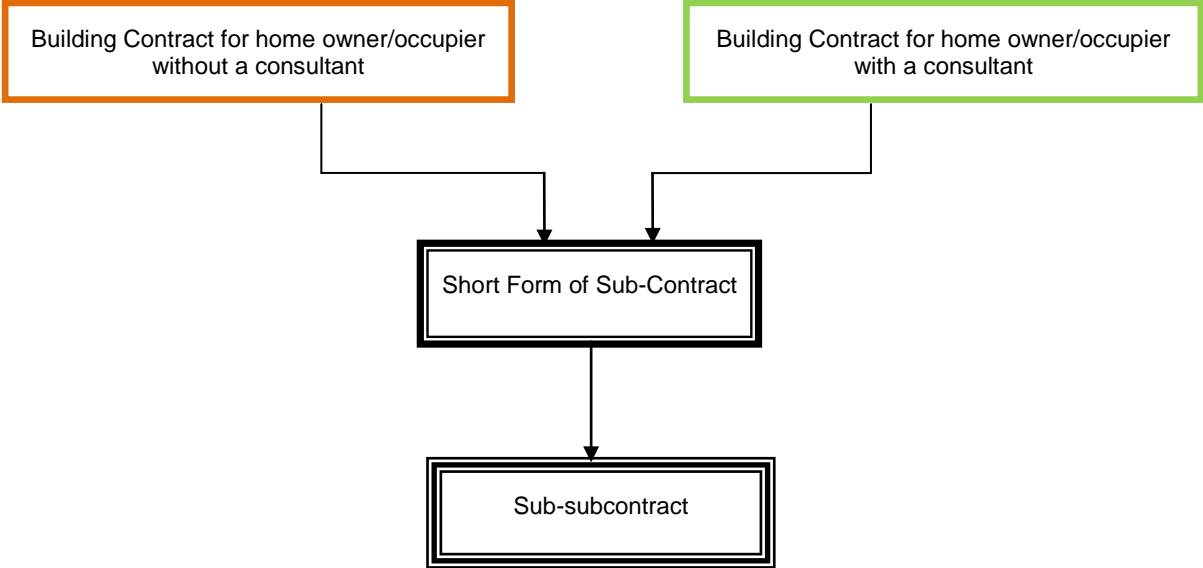 Building Contract for home owner/occupier
without a consultant
Building Contract for home owner/occupier
with a consultant
Short Form of Sub-Contract
Sub-subcontract